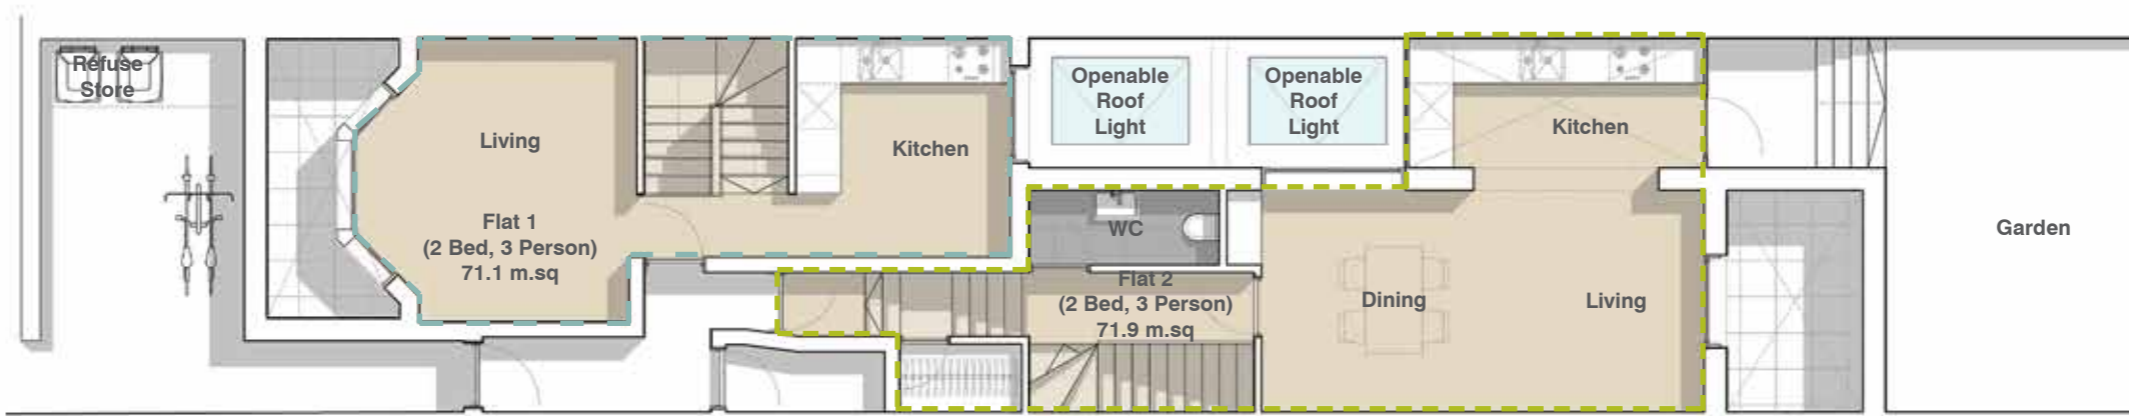 Refuse
Store
Living
Flat 1
(2 Bed, 3 Person)
71.1 m.sq
Kitchen
Openable
Roof
Light
Openable
Roof
Light
Kitchen
WC
Flat 2
(2 Bed, 3 Person)
71.9 m.sq
Dining
Living
Garden